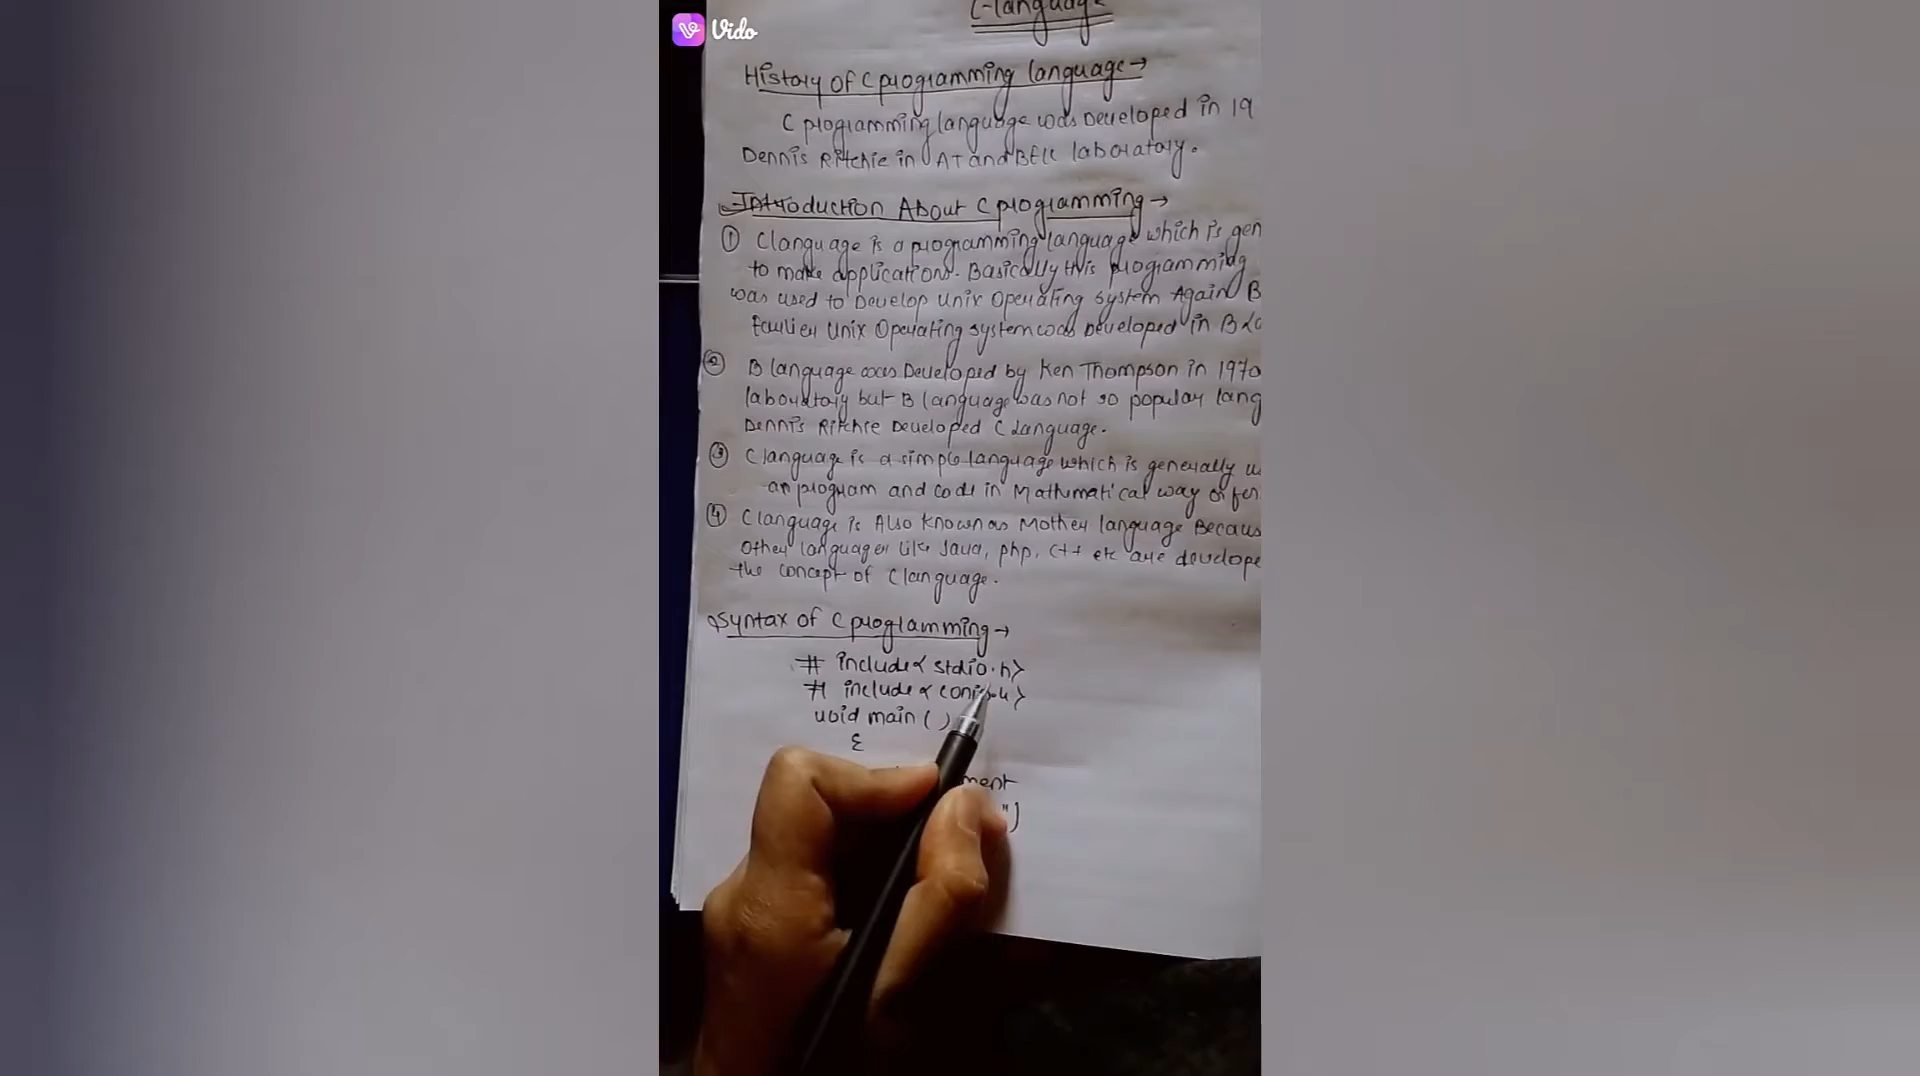 Vido
C-language
History of C programming language→
C programming language was Developed in 19
Dennis Ritchie in AT and BELL laboratory.
Introduction About C programming→
① C language is a programming language which is gen
to make applications. Basically this programming
was used to Develop Unix Operating system Again B
Earlier Unix Operating system was Developed in B La
② B language was Developed by Ken Thompson in 1970
laboratory but B language was not so popular lang
Dennis Ritchie Developed C Language.
③ C language is a simple language which is generally u
an program and code in Mathematical way or for
④ C language is Also known as Mother language Becaus
Other languages like Java, php, C++ etc are develope
the concept of C language.
Syntax of C programming→
# include< stdio.h>
# include< conio.h>
void main ( )
{
ment
")